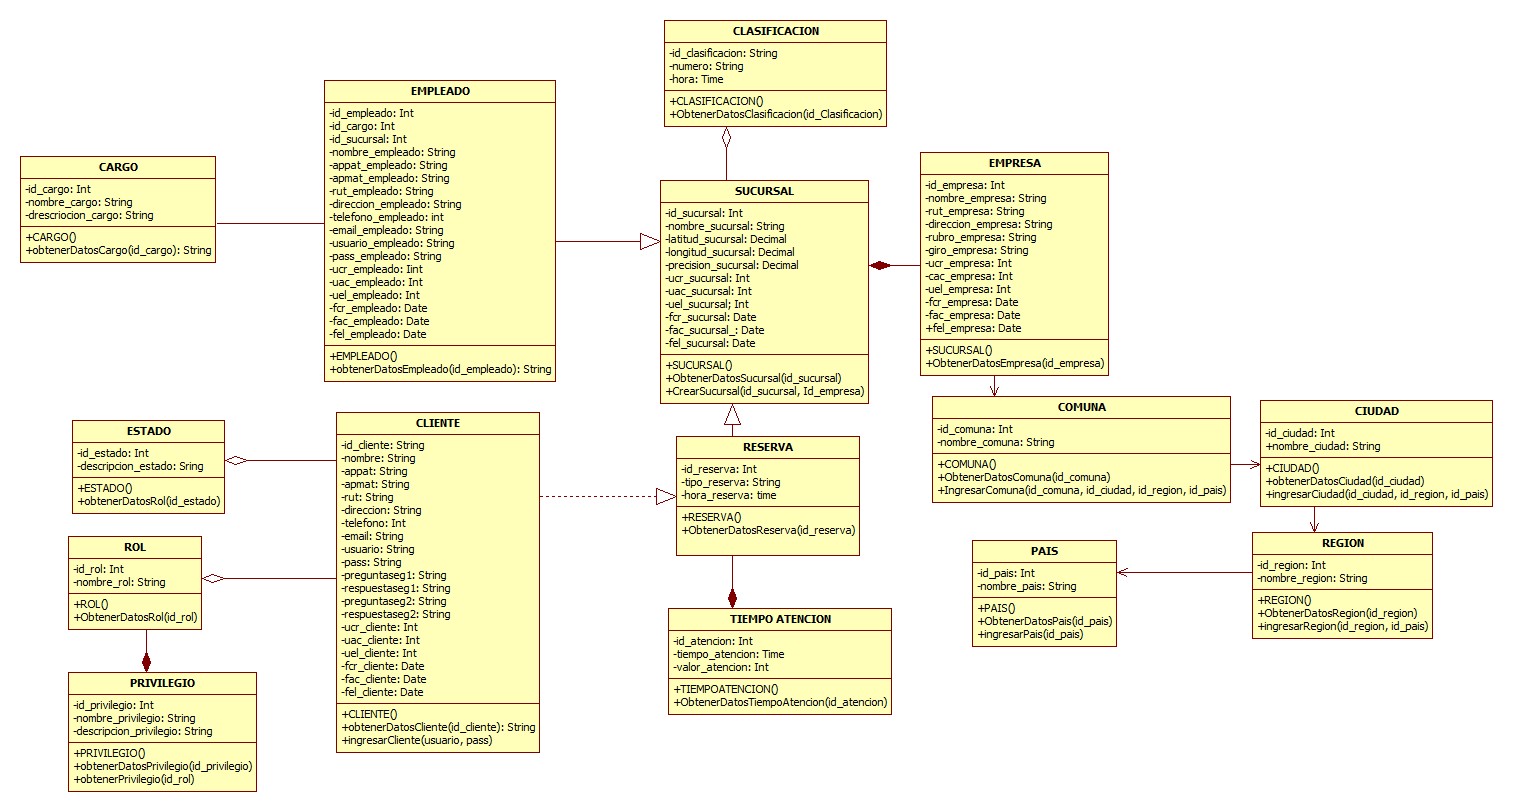 CLASIFICACION
-id_clasificacion: String
-numero: String
-hora: Time
+CLASIFICACION()
+ObtenerDatosClasificacion(id_Clasificacion)
EMPLEADO
-id_empleado: Int
-id_cargo: Int
-id_sucursal: Int
-nombre_empleado: String
-appat_empleado: String
-apmat_empleado: String
-rut_empleado: String
-direccion_empleado: String
-telefono_empleado: int
-email_empleado: String
-usuario_empleado: String
-pass_empleado: String
-ucr_empleado: Iint
-uac_empleado: Int
-uel_empleado: Int
-fcr_empleado: Date
-fac_empleado: Date
-fel_empleado: Date
+EMPLEADO()
+obtenerDatosEmpleado(id_empleado): String
CARGO
-id_cargo: Int
-nombre_cargo: String
-drescriocion_cargo: String
+CARGO()
+obtenerDatosCargo(id_cargo): String
SUCURSAL
-id_sucursal: Int
-nombre_sucursal: String
-latitud_sucursal: Decimal
-longitud_sucursal: Decimal
-precision_sucursal: Decimal
-ucr_sucursal: Int
-uac_sucursal: Int
-uel_sucursal; Int
-fcr_sucursal: Date
-fac_sucursal_: Date
-fel_sucursal: Date
+SUCURSAL()
+ObtenerDatosSucursal(id_sucursal)
+CrearSucursal(id_sucursal, Id_empresa)
EMPRESA
-id_empresa: Int
-nombre_empresa: String
-rut_empresa: String
-direccion_empresa: String
-rubro_empresa: String
-giro_empresa: String
-ucr_empresa: Int
-cac_empresa: Int
-uel_empresa: Int
-fcr_empresa: Date
-fac_empresa: Date
+fel_empresa: Date
+SUCURSAL()
+ObtenerDatosEmpresa(id_empresa)
COMUNA
-id_comuna: Int
-nombre_comuna: String
+COMUNA()
+ObtenerDatosComuna(id_comuna)
+IngresarComuna(id_comuna, id_ciudad, id_region, id_pais)
CIUDAD
-id_ciudad: Int
+nombre_ciudad: String
+CIUDAD()
+obtenerDatosCiudad(id_ciudad)
+ingresarCiudad(id_ciudad, id_region, id_pais)
ESTADO
-id_estado: Int
-descripcion_estado: Sring
+ESTADO()
+obtenerDatosRol(id_estado)
CLIENTE
-id_cliente: String
-nombre: String
-appat: String
-apmat: String
-rut: String
-direccion: String
-telefono: Int
-email: String
-usuario: String
-pass: String
-preguntaseg1: String
-respuestaseg1: String
-preguntaseg2: String
-respuestaseg2: String
-ucr_cliente: Int
-uac_cliente: Int
-uel_cliente: Int
-fcr_cliente: Date
-fac_cliente: Date
-fel_cliente: Date
+CLIENTE()
+obtenerDatosCliente(id_cliente): String
+ingresarCliente(usuario, pass)
RESERVA
-id_reserva: Int
-tipo_reserva: String
-hora_reserva: time
+RESERVA()
+ObtenerDatosReserva(id_reserva)
ROL
-id_rol: Int
-nombre_rol: String
+ROL()
+ObtenerDatosRol(id_rol)
PAIS
-id_pais: Int
-nombre_pais: String
+PAIS()
+ObtenerDatosPais(id_pais)
+ingresarPais(id_pais)
REGION
-id_region: Int
-nombre_region: String
+REGION()
+ObtenerDatosRegion(id_region)
+ingresarRegion(id_region, id_pais)
TIEMPO ATENCION
-id_atencion: Int
-tiempo_atencion: Time
-valor_atencion: Int
+TIEMPOATENCION()
+ObtenerDatosTiempoAtencion(id_atencion)
PRIVILEGIO
-id_privilegio: Int
-nombre_privilegio: String
-descripcion_privilegio: String
+PRIVILEGIO()
+obtenerDatosPrivilegio(id_privilegio)
+obtenerPrivilegio(id_rol)